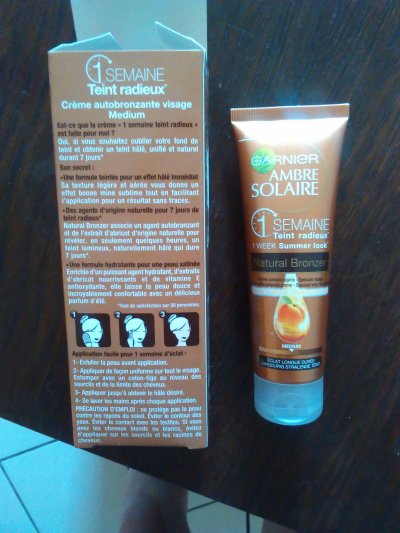 1 SEMAINE
Teint radieux*
Crème autobronzante visage
Medium
Est-ce que la crème « 1 semaine teint radieux »
est faite pour moi ?
Oui, si vous souhaitez oublier votre fond de
teint et obtenir un teint hâlé, unifié et naturel
durant 7 jours*
Son secret :
•Une formule teintée pour un effet hâle immédiat
Sa texture légère et aérée vous donne un
effet bonne mine sublime tout en facilitant
l'application pour un résultat sans traces.
•Des agents d'origine naturelle pour 7 jours de
teint radieux*
Natural Bronzer associe un agent autobronzant
et de l'extrait d'abricot d'origine naturelle pour
révéler, en seulement quelques heures, un
teint lumineux, naturellement hâlé qui dure
7 jours*.
•Une formule hydratante pour une peau satinée
Enrichie d'un puissant agent hydratant, d'extraits
d'abricot nourrissants et de vitamine E
antioxydante, elle laisse la peau douce et
incroyablement confortable avec un délicieux
parfum d'été.
*Test de satisfaction sur 50 personnes.
1 2 3
Application facile pour 1 semaine d'éclat :
1- Exfolier la peau avant application.
2- Appliquer de façon uniforme sur tout le visage.
Estomper avec un coton-tige au niveau des
sourcils et de la limite des cheveux.
3- Appliquer jusqu'à obtenir le hâle désiré.
4- Se laver les mains après chaque application.
PRÉCAUTION D'EMPLOI : ne protège pas la peau
contre les rayons du soleil. Éviter le contour des
yeux. Éviter le contact avec les textiles. Si vous
avez les cheveux blonds ou blancs, évitez
d'appliquer sur les sourcils et les racines de
cheveux.
GARNIER
AMBRE
SOLAIRE
1 SEMAINE
Teint radieux*
1 WEEK Summer look*
Natural Bronzer
MEDIUM
ÉCLAT LONGUE DURÉE
LANGDURIG STRALENDE TEINT